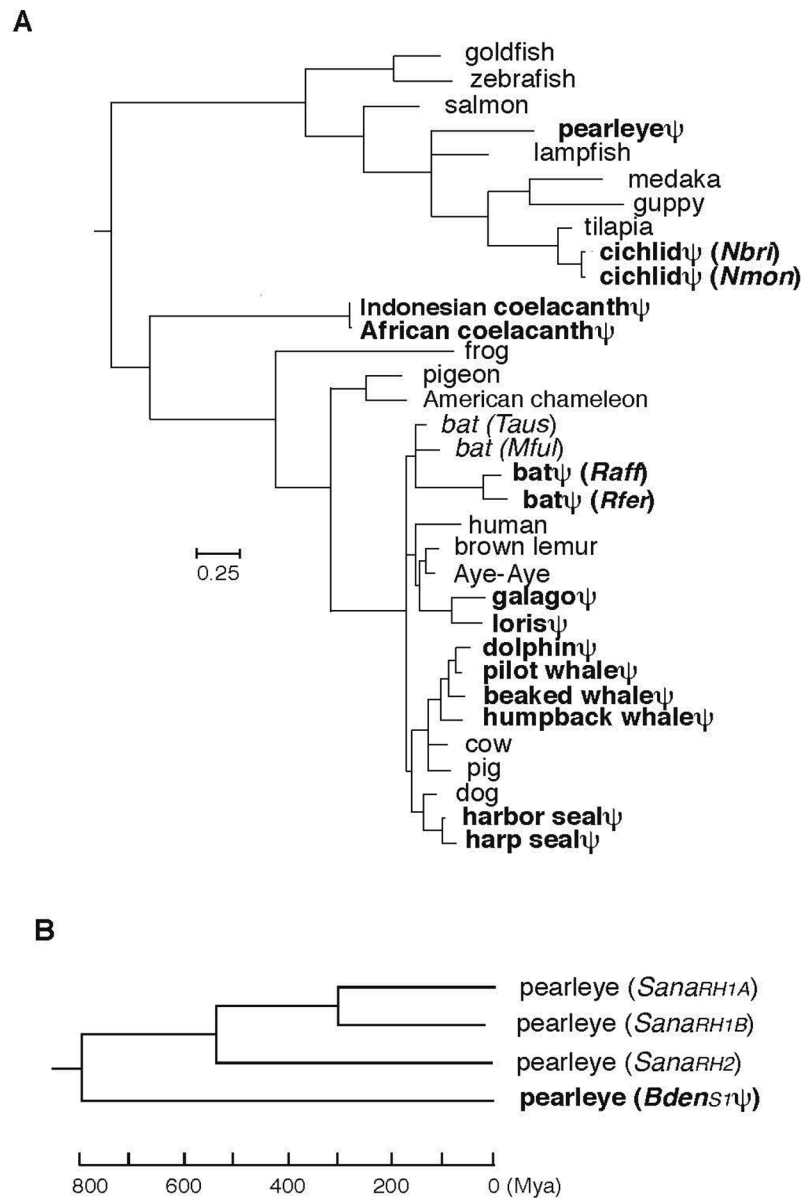 A
goldfish
zebrafish
salmon
pearleyeψ
lampfish
medaka
guppy
tilapia
cichlidψ (Nbri)
cichlidψ (Nmon)
Indonesian coelacanthψ
African coelacanthψ
frog
pigeon
American chameleon
bat (Taus)
bat (Mful)
batψ (Raff)
batψ (Rfer)
human
brown lemur
0.25
Aye-Aye
galagoψ
lorisψ
dolphinψ
pilot whaleψ
beaked whaleψ
humpback whaleψ
cow
pig
dog
harbor sealψ
harp sealψ
B
pearleye (SanaRH1A)
pearleye (SanaRH1B)
pearleye (SanaRH2)
pearleye (BdenS1ψ)
800 600 400 200 0 (Mya)